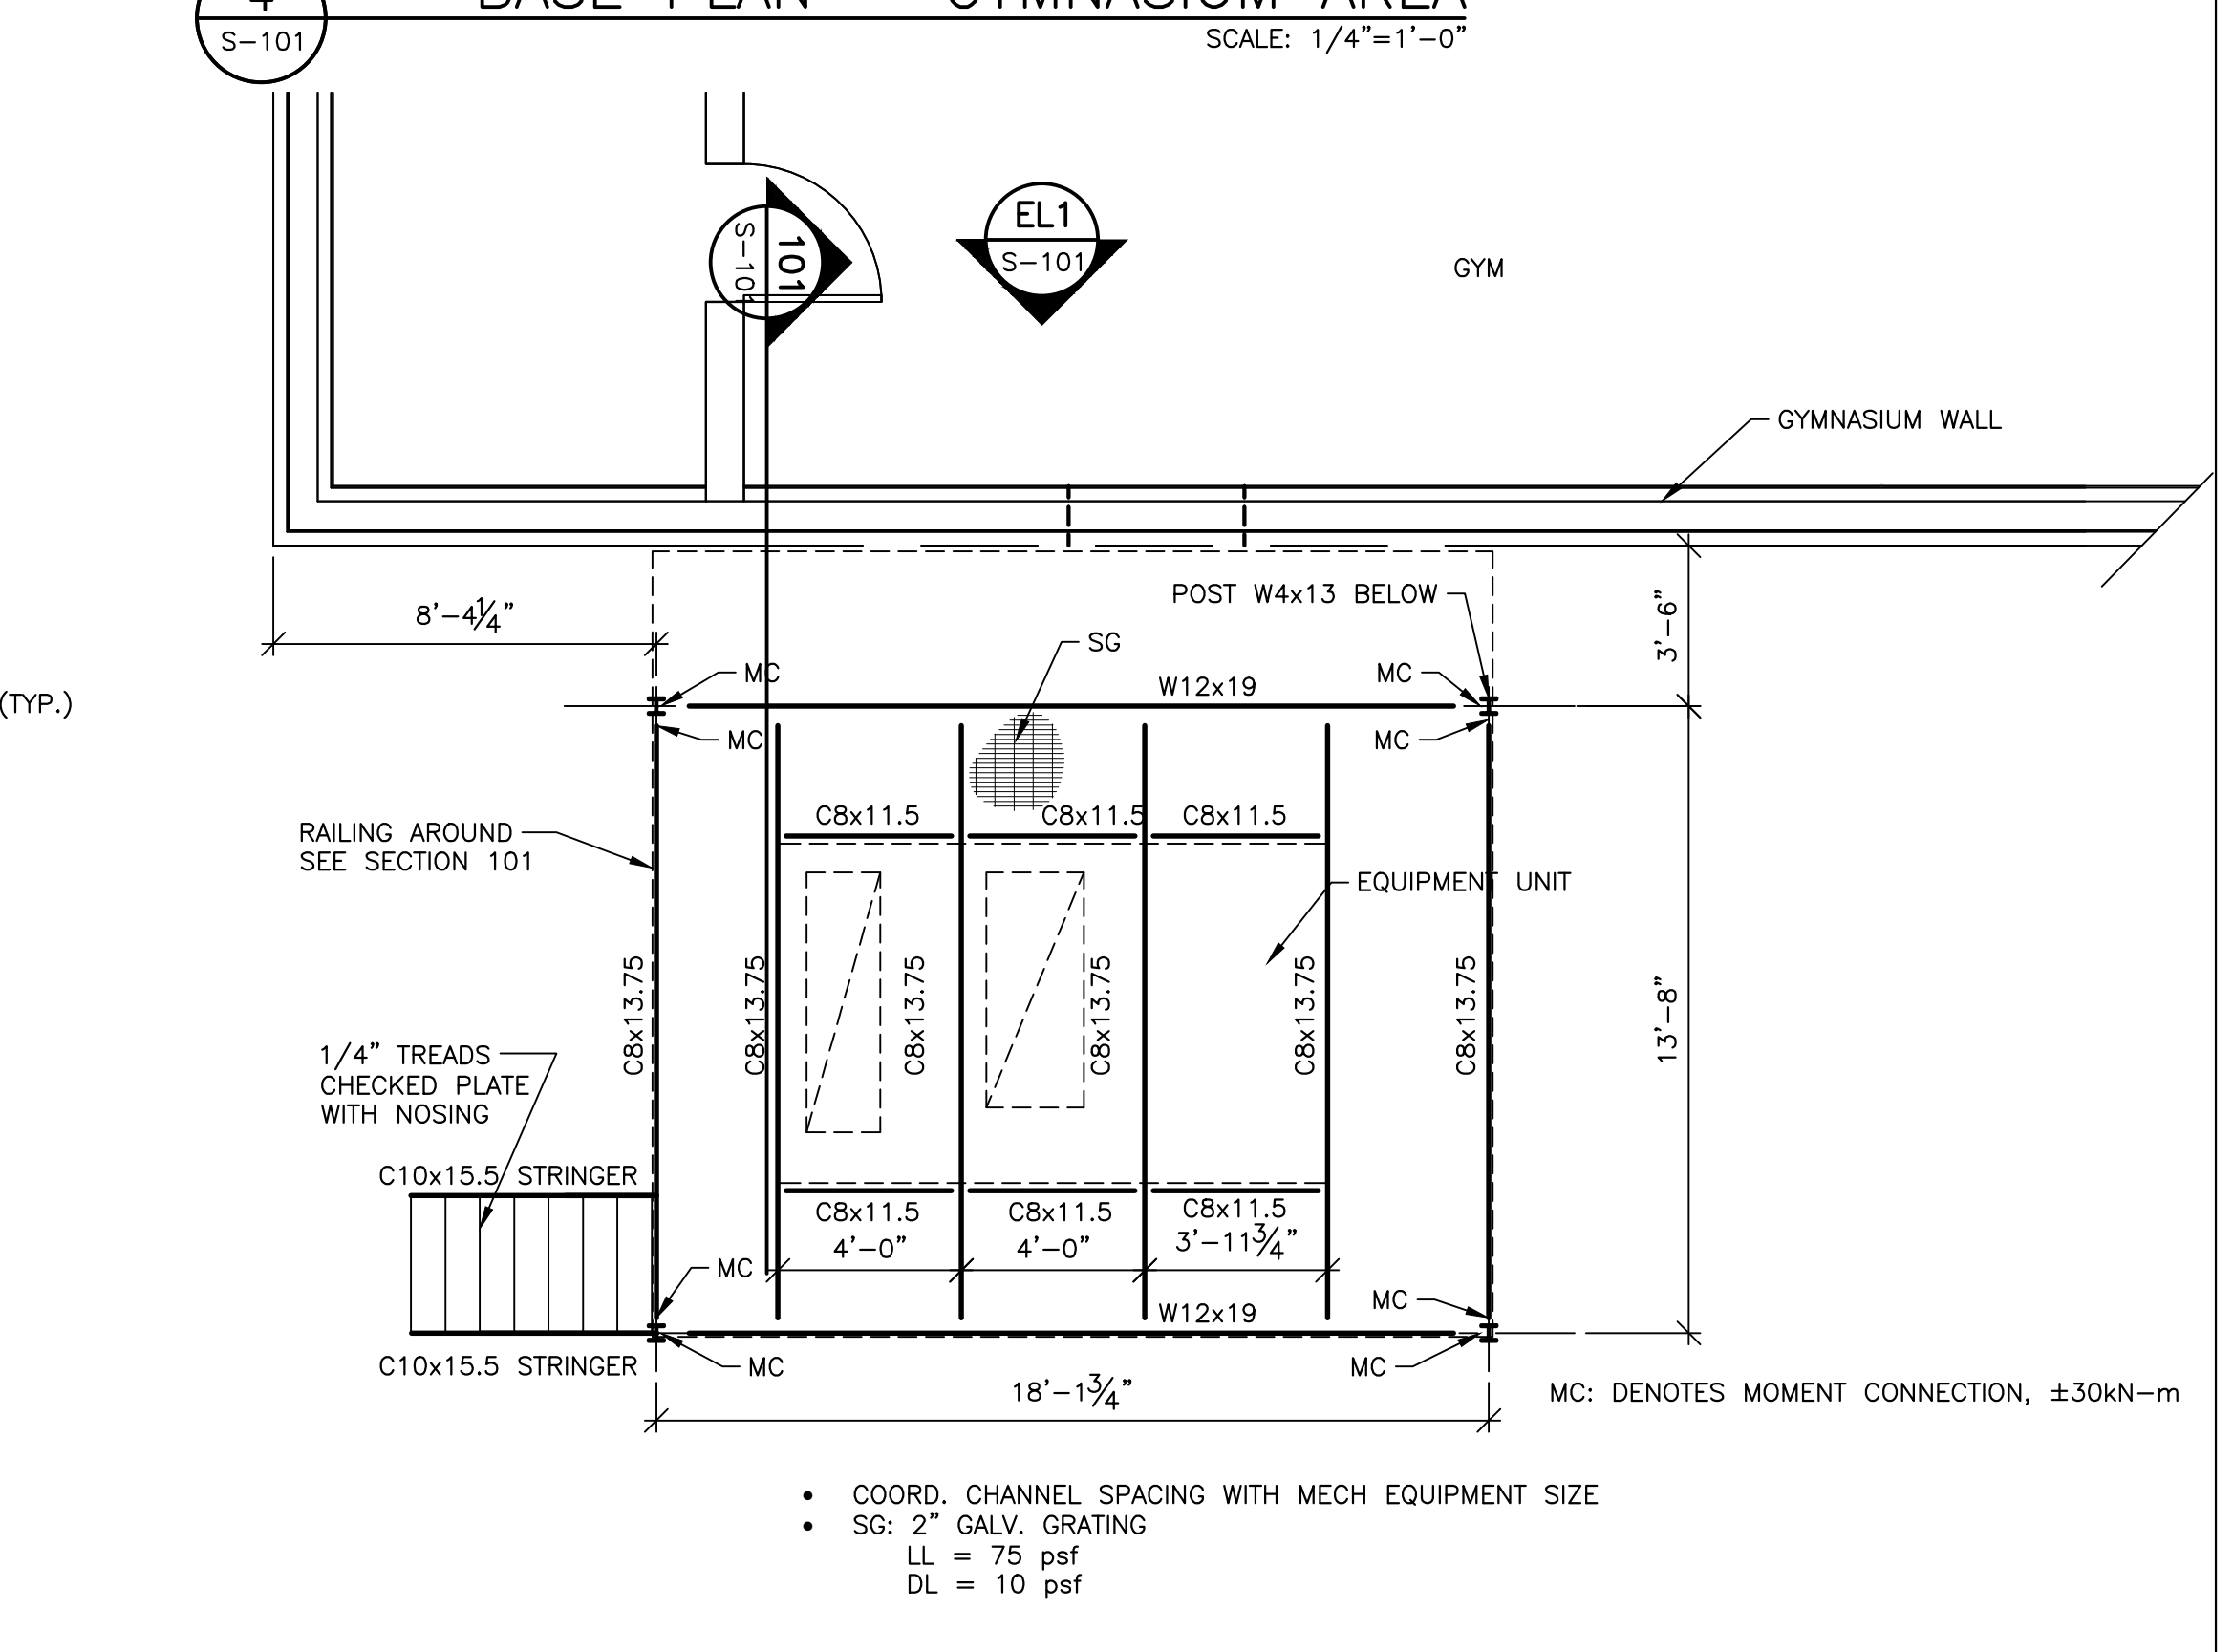 4
S-101
BASE PLAN - GYMNASIUM AREA
SCALE: 1/4"=1'-0"
101
S-101
EL1
S-101
GYM
GYMNASIUM WALL
8'-4¼"
POST W4x13 BELOW
3'-6"
SG
MC
MC
W12x19
(TYP.)
MC
MC
C8x11.5
C8x11.5
C8x11.5
RAILING AROUND
SEE SECTION 101
EQUIPMENT UNIT
C8x13.75
C8x13.75
C8x13.75
C8x13.75
C8x13.75
C8x13.75
13'-8"
1/4" TREADS
CHECKED PLATE
WITH NOSING
C10x15.5 STRINGER
C8x11.5
C8x11.5
C8x11.5
4'-0"
4'-0"
3'-11¾"
MC
MC
W12x19
C10x15.5 STRINGER
MC
MC
18'-1¾"
MC: DENOTES MOMENT CONNECTION, ±30kN-m
• COORD. CHANNEL SPACING WITH MECH EQUIPMENT SIZE
• SG: 2" GALV. GRATING
LL = 75 psf
DL = 10 psf